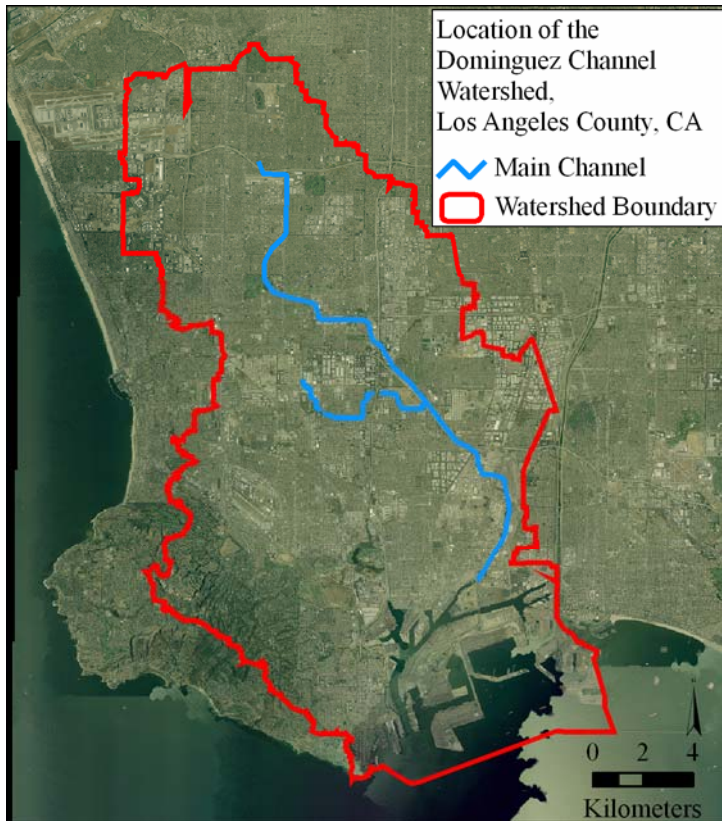 Location of the
Dominguez Channel
Watershed,
Los Angeles County, CA
Main Channel
Watershed Boundary
0 2 4
Kilometers